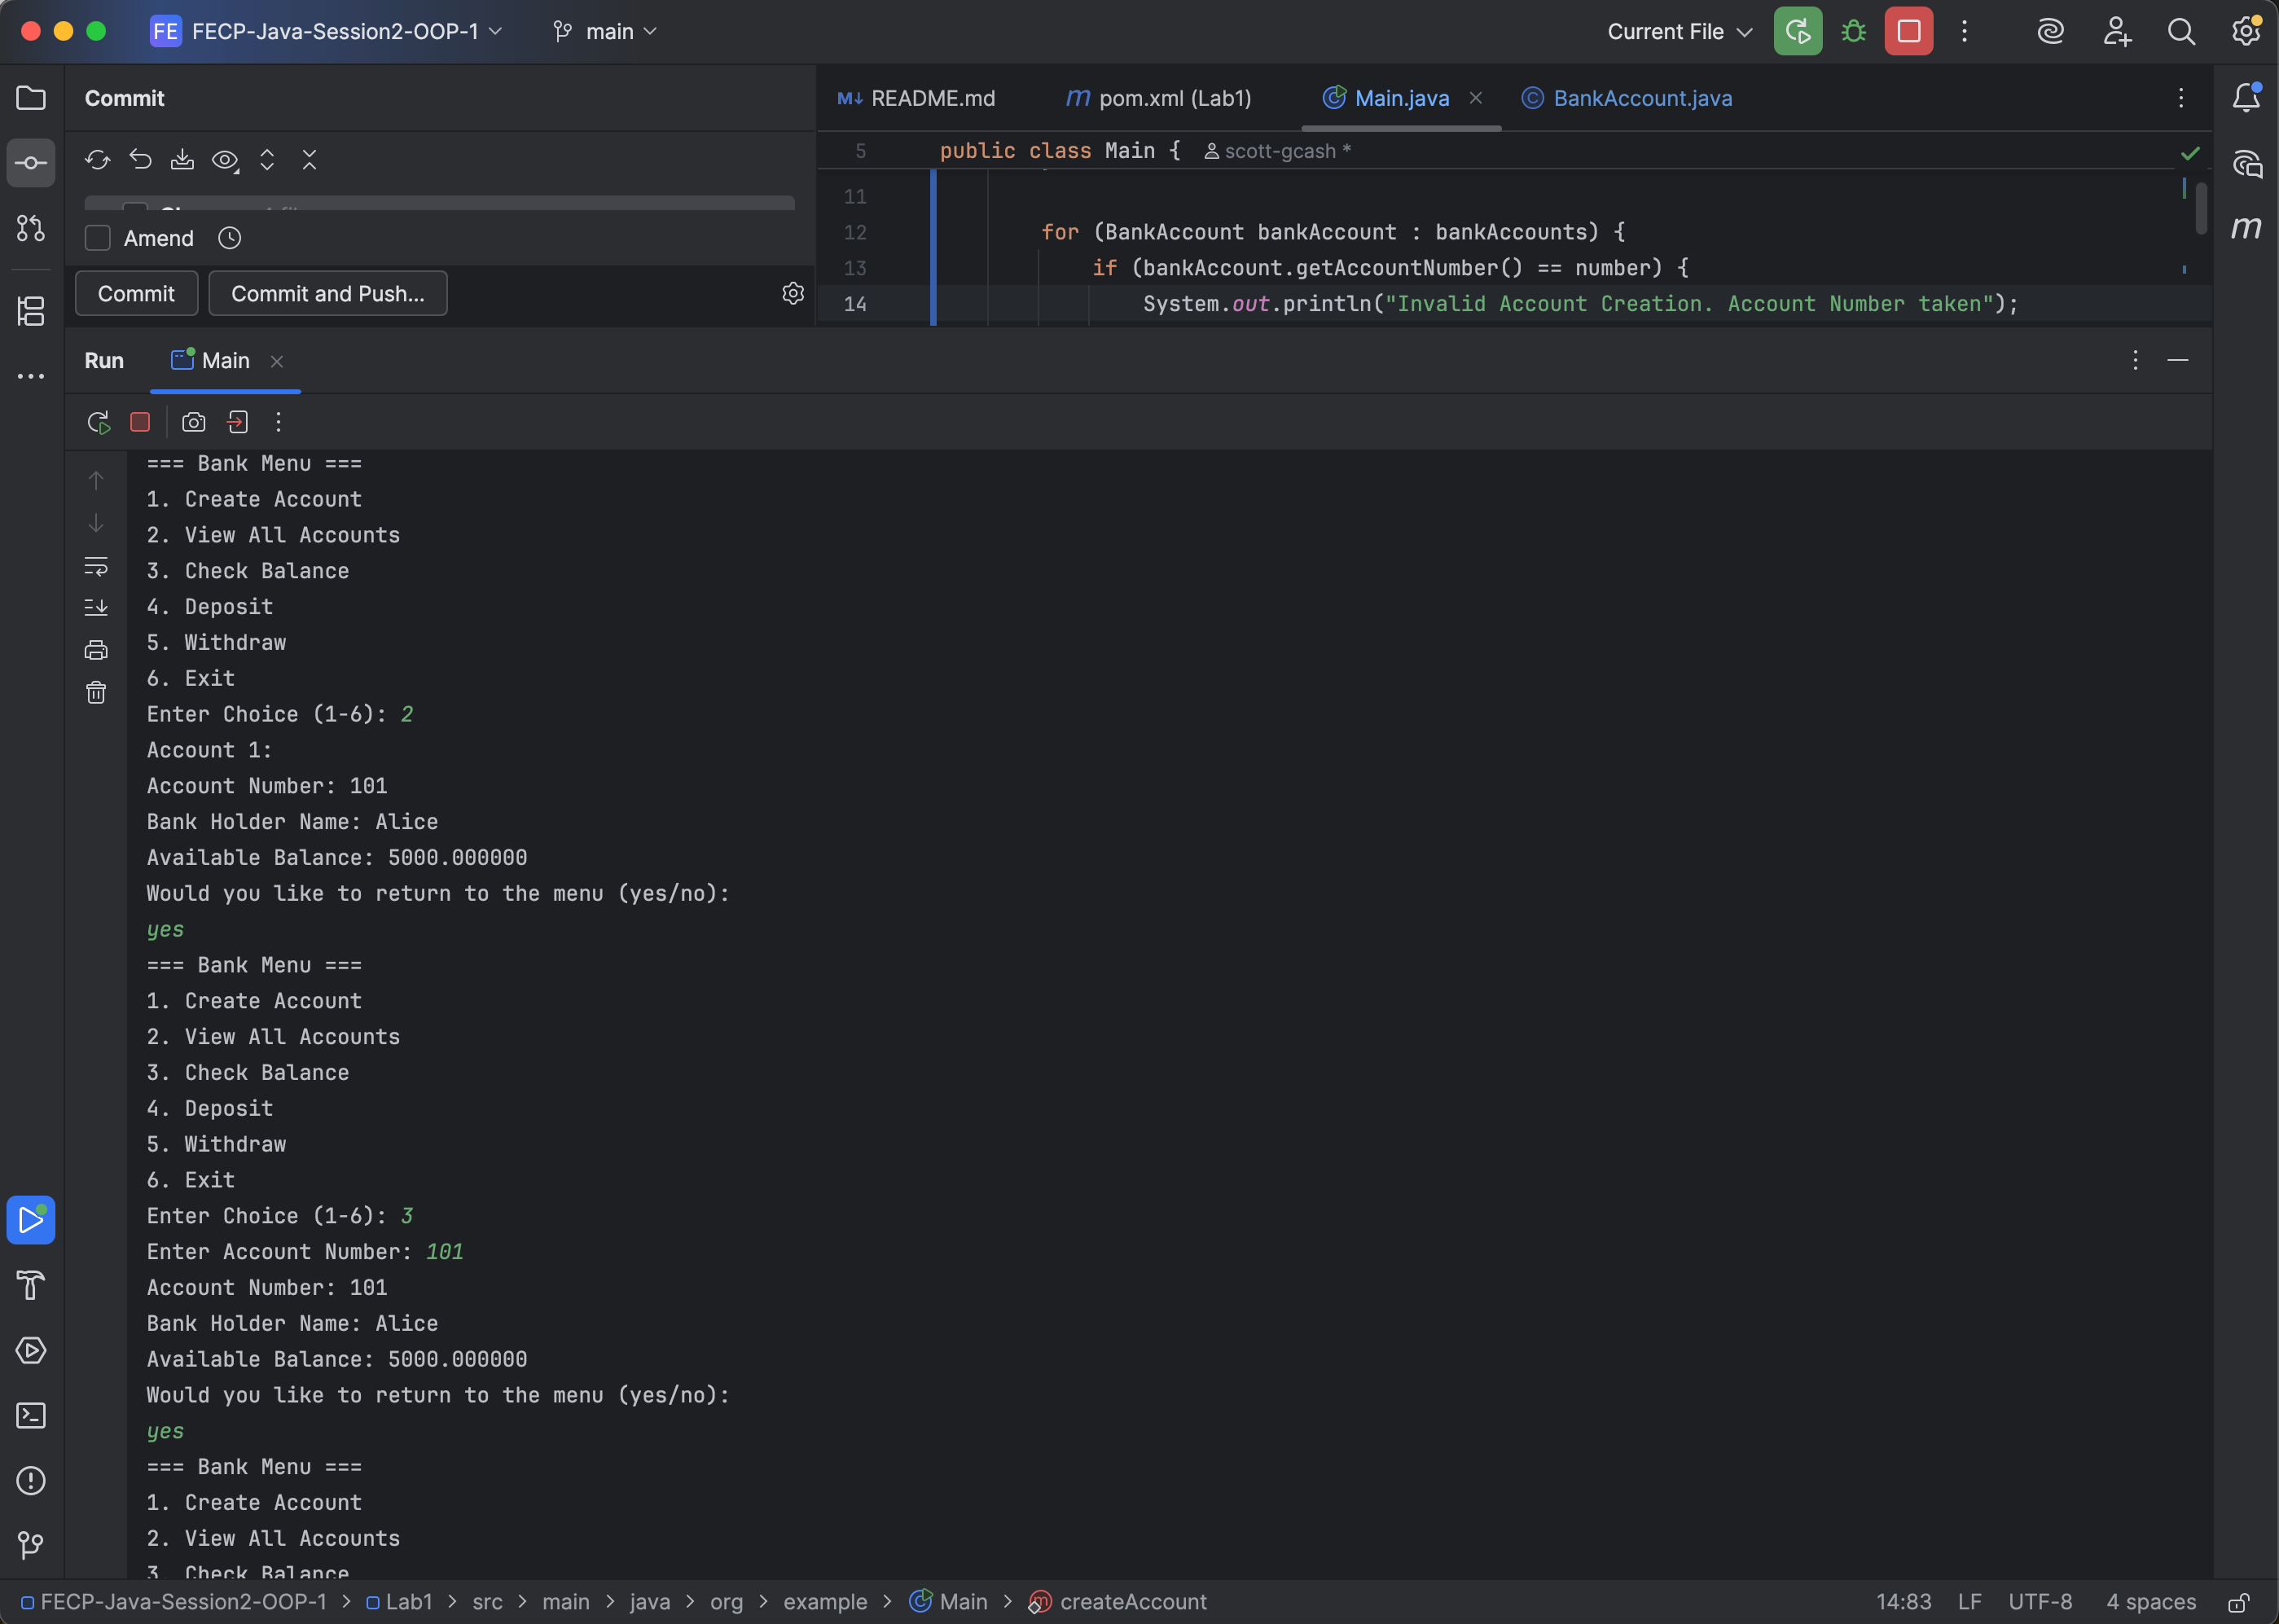 FE FECP-Java-Session2-OOP-1 main Current File
Commit
README.md pom.xml (Lab1) Main.java BankAccount.java
5 public class Main { scott-gcash *
11
Amend
12 for (BankAccount bankAccount : bankAccounts) {
13 if (bankAccount.getAccountNumber() == number) {
Commit Commit and Push...
14 System.out.println("Invalid Account Creation. Account Number taken");
Run Main
=== Bank Menu ===
1. Create Account
2. View All Accounts
3. Check Balance
4. Deposit
5. Withdraw
6. Exit
Enter Choice (1-6): 2
Account 1:
Account Number: 101
Bank Holder Name: Alice
Available Balance: 5000.000000
Would you like to return to the menu (yes/no):
yes
=== Bank Menu ===
1. Create Account
2. View All Accounts
3. Check Balance
4. Deposit
5. Withdraw
6. Exit
Enter Choice (1-6): 3
Enter Account Number: 101
Account Number: 101
Bank Holder Name: Alice
Available Balance: 5000.000000
Would you like to return to the menu (yes/no):
yes
=== Bank Menu ===
1. Create Account
2. View All Accounts
3. Check Balance
FECP-Java-Session2-OOP-1 > Lab1 > src > main > java > org > example > Main > createAccount 14:83 LF UTF-8 4 spaces